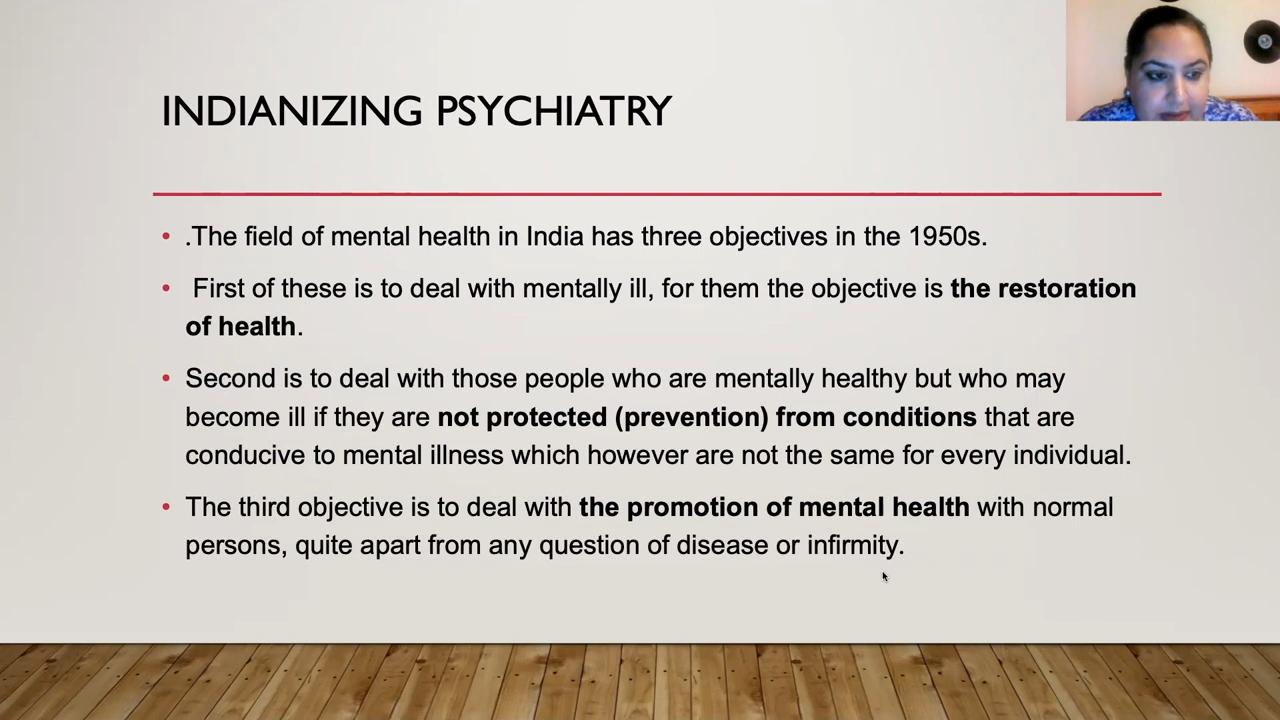 INDIANIZING PSYCHIATRY
• .The field of mental health in India has three objectives in the 1950s.
• First of these is to deal with mentally ill, for them the objective is the restoration
of health.
• Second is to deal with those people who are mentally healthy but who may
become ill if they are not protected (prevention) from conditions that are
conducive to mental illness which however are not the same for every individual.
• The third objective is to deal with the promotion of mental health with normal
persons, quite apart from any question of disease or infirmity.